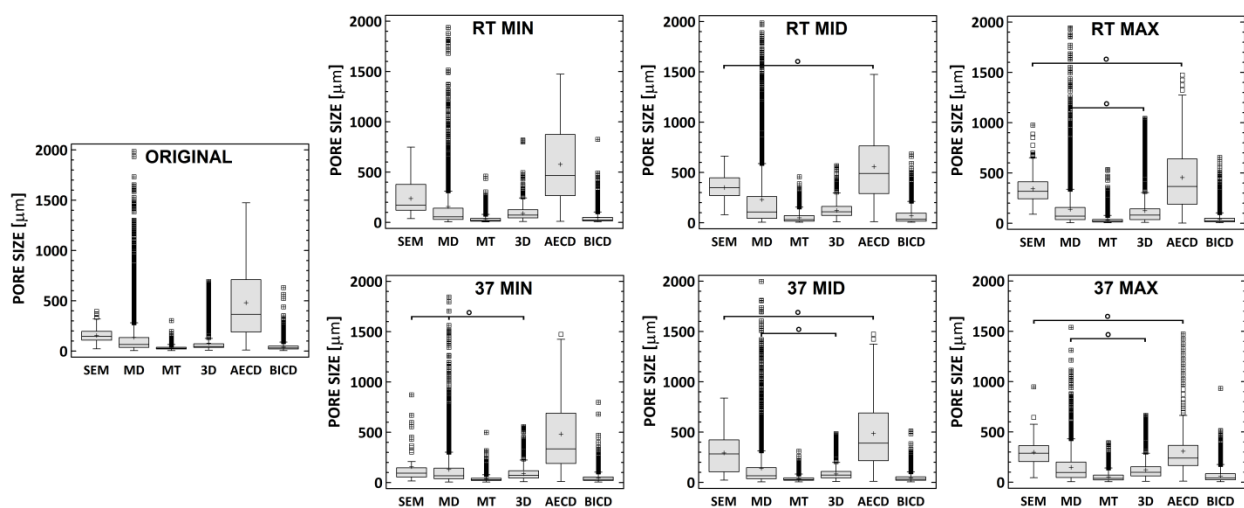 ORIGINAL
PORE SIZE [µm]
2000
1500
1000
500
0
SEM MD MT 3D AECD BICD
RT MIN
PORE SIZE [µm]
2000
1500
1000
500
0
SEM MD MT 3D AECD BICD
RT MID
PORE SIZE [µm]
2000
1500
1000
500
0
SEM MD MT 3D AECD BICD
RT MAX
PORE SIZE [µm]
2000
1500
1000
500
0
SEM MD MT 3D AECD BICD
37 MIN
PORE SIZE [µm]
2000
1500
1000
500
0
SEM MD MT 3D AECD BICD
37 MID
PORE SIZE [µm]
2000
1500
1000
500
0
SEM MD MT 3D AECD BICD
37 MAX
PORE SIZE [µm]
2000
1500
1000
500
0
SEM MD MT 3D AECD BICD